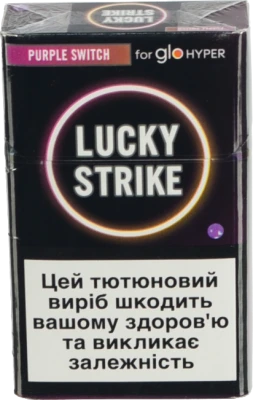 PURPLE SWITCH for glo HYPER
LUCKY
STRIKE
Цей тютюновий
виріб шкодить
вашому здоров'ю
та викликає
залежність